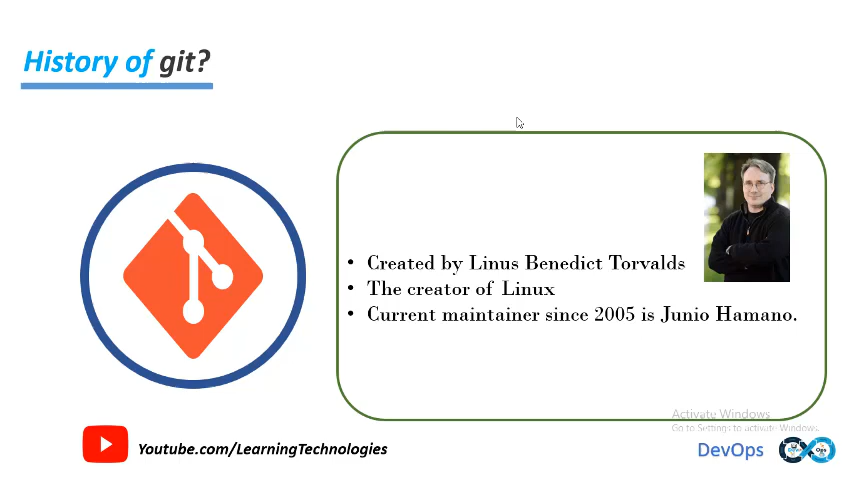 History of git?
• Created by Linus Benedict Torvalds
• The creator of Linux
• Current maintainer since 2005 is Junio Hamano.
Activate Windows
Go to Settings to activate Windows.
Youtube.com/LearningTechnologies
DevOps
Ops